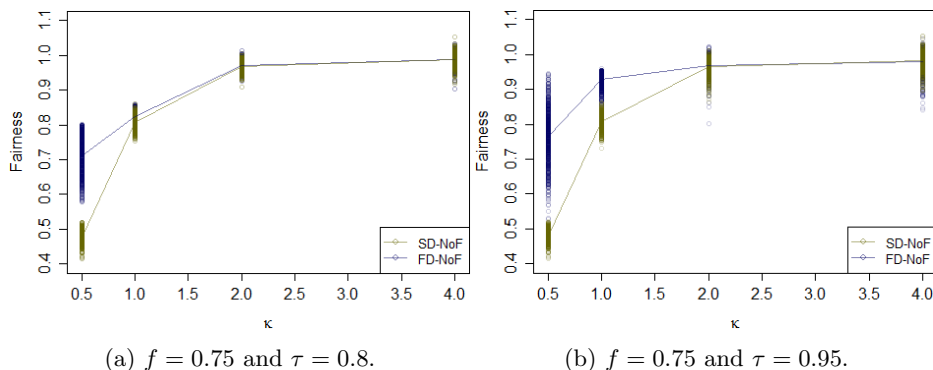 Fairness
0.4 0.5 0.6 0.7 0.8 0.9 1.0 1.1
SD-NoF
FD-NoF
0.5 1.0 1.5 2.0 2.5 3.0 3.5 4.0
κ
(a) f = 0.75 and τ = 0.8.
Fairness
0.4 0.5 0.6 0.7 0.8 0.9 1.0 1.1
SD-NoF
FD-NoF
0.5 1.0 1.5 2.0 2.5 3.0 3.5 4.0
κ
(b) f = 0.75 and τ = 0.95.